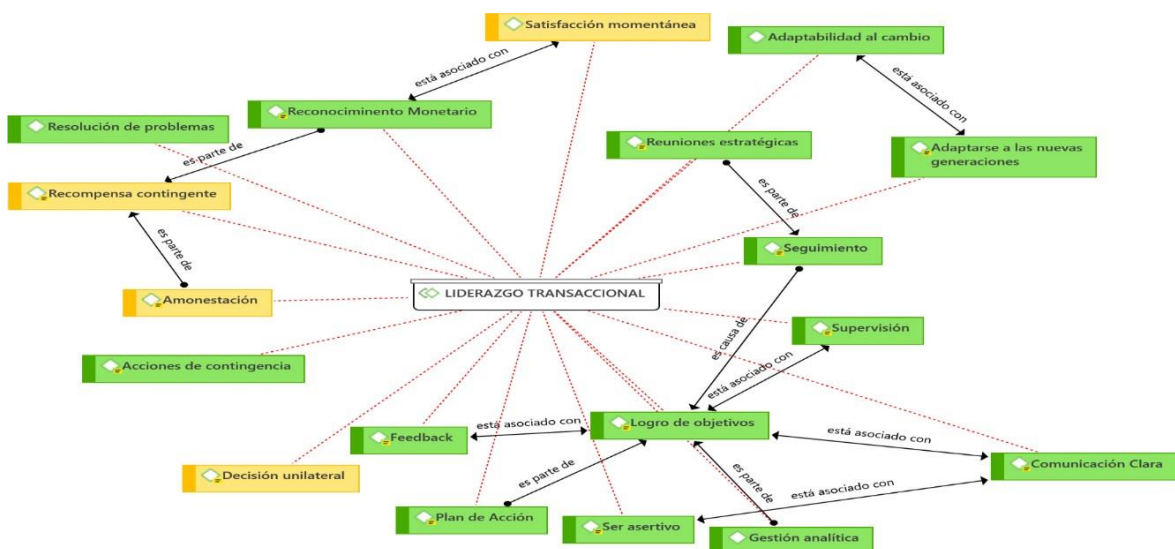 Satisfacción momentánea
Adaptabilidad al cambio
está asociado con
está asociado con
Reconociminento Monetario
Resolución de problemas
Reuniones estratégicas
Adaptarse a las nuevas
generaciones
es parte de
Recompensa contingente
es parte de
es parte de
Seguimiento
LIDERAZGO TRANSACCIONAL
Amonestación
es causa de
Supervisión
Acciones de contingencia
está asociado con
está asociado con
Logro de objetivos
Feedback
está asociado con
Comunicación Clara
Decisión unilateral
es parte de
es parte de
está asociado con
Plan de Acción
Ser asertivo
Gestión analítica